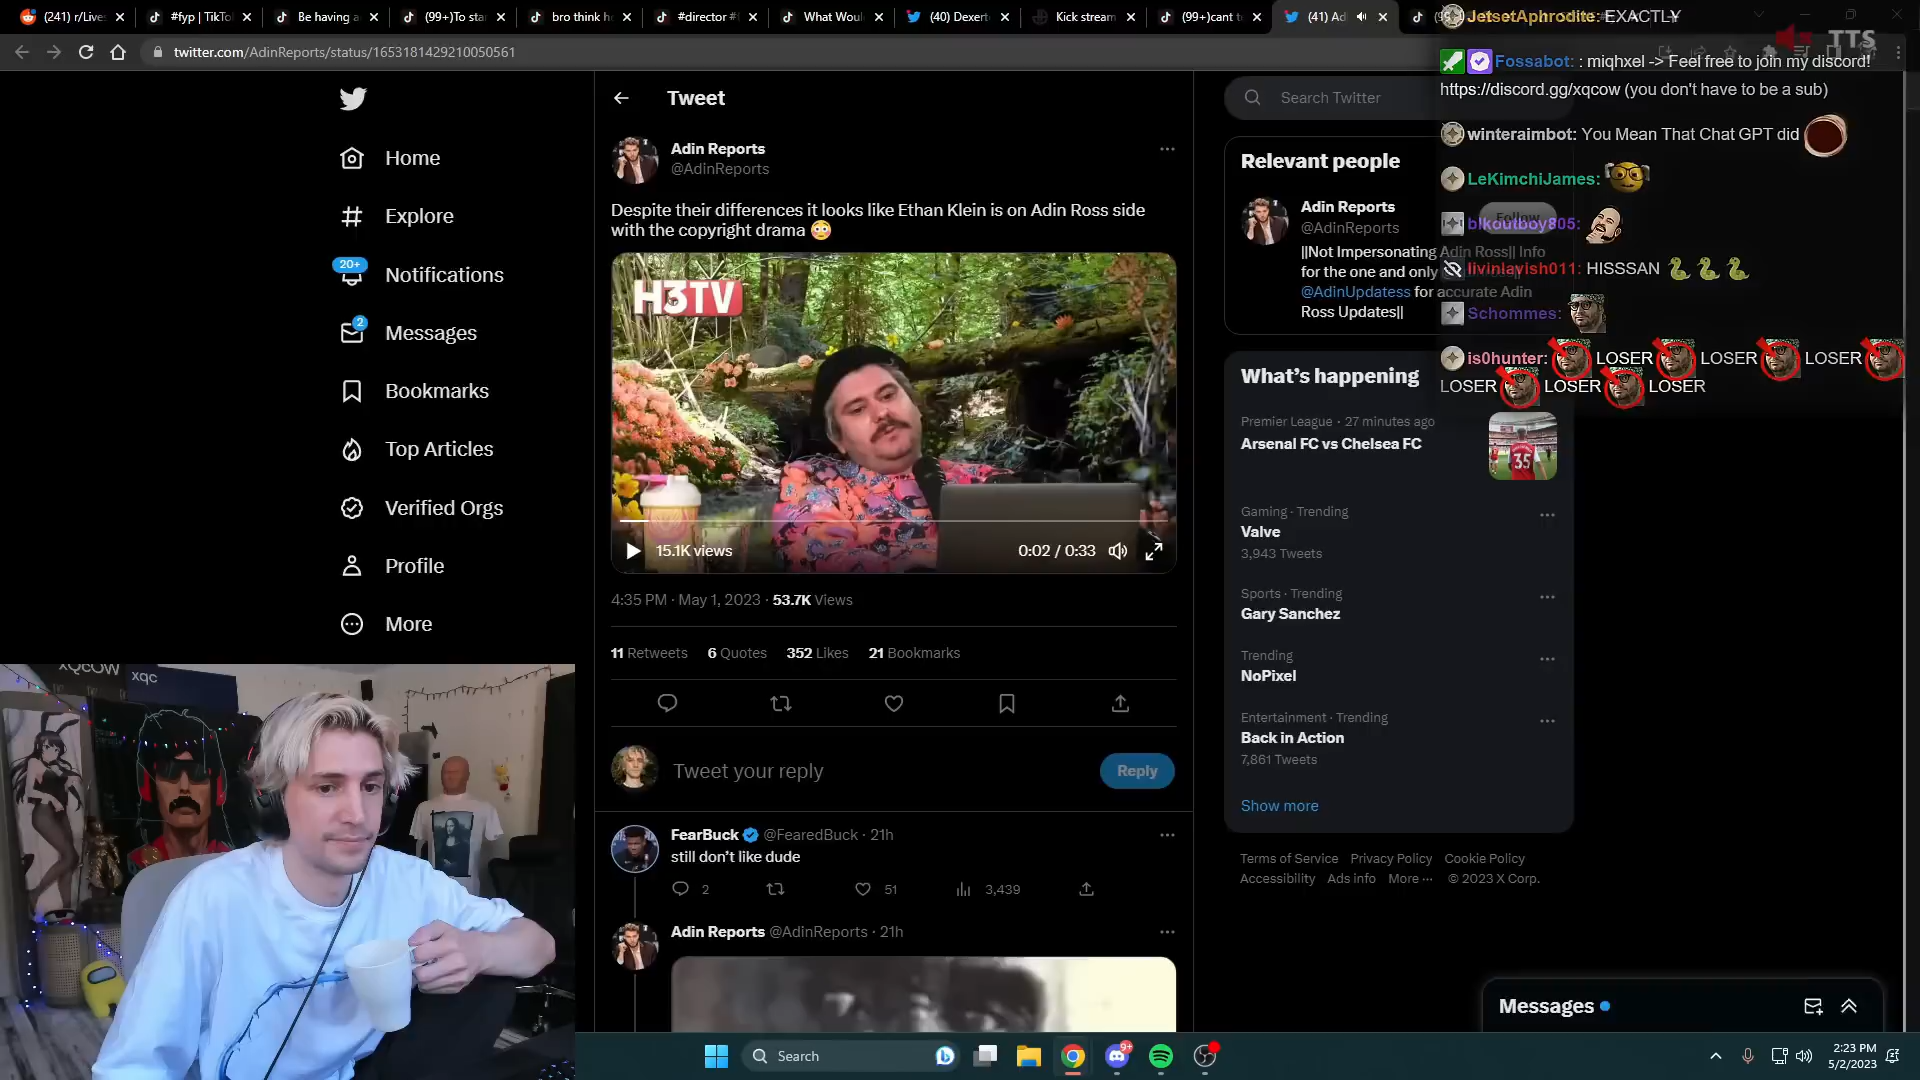 (241) r/Lives
#fyp | TikTok
Be having a
(99+)To sta
bro think h
#director #f
What Woul
(40) Dexert
Kick stream
(99+)cant t
(41) Ad
twitter.com/AdinReports/status/1653181429210050561
JetsetAphrodite: EXACTLY
TTS
Fossabot: : miqhxel -> Feel free to join my discord!
https://discord.gg/xqcow (you don't have to be a sub)
winteraimbot: You Mean That Chat GPT did
LeKimchiJames:
blkoutboy805:
livinlavish011: HISSSAN 🐍 🐍 🐍
Schommes:
is0hunter: LOSER LOSER LOSER
LOSER LOSER LOSER
Home
Explore
20+
Notifications
2
Messages
Bookmarks
Top Articles
Verified Orgs
Profile
More
Tweet
Adin Reports
@AdinReports
Despite their differences it looks like Ethan Klein is on Adin Ross side
with the copyright drama 😳
H3TV
15.1K views
0:02 / 0:33
4:35 PM · May 1, 2023 · 53.7K Views
11 Retweets 6 Quotes 352 Likes 21 Bookmarks
Tweet your reply
Reply
FearBuck @FearedBuck · 21h
still don't like dude
2
51
3,439
Adin Reports @AdinReports · 21h
Search Twitter
Relevant people
Adin Reports
@AdinReports
Follow
||Not Impersonating Adin Ross|| Info
for the one and only
@AdinUpdatess for accurate Adin
Ross Updates||
What's happening
Premier League · 27 minutes ago
Arsenal FC vs Chelsea FC
35
Gaming · Trending
Valve
3,943 Tweets
Sports · Trending
Gary Sanchez
Trending
NoPixel
Entertainment · Trending
Back in Action
7,861 Tweets
Show more
Terms of Service Privacy Policy Cookie Policy
Accessibility Ads info More ··· © 2023 X Corp.
Messages
xQcOW
xqc
Search
9+
2:23 PM
5/2/2023